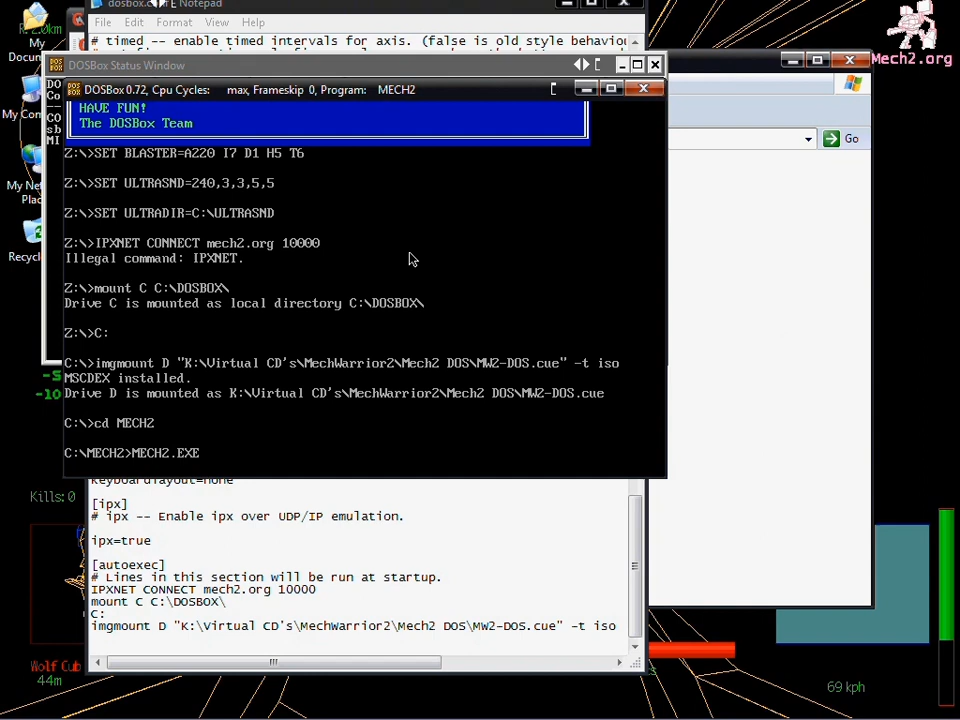 R: 2.0km
dosbox.conf - Notepad
File Edit Format View Help
# timed -- enable timed intervals for axis. (false is old style behaviou
My
DOSBox Status Window
Mech2.org
DOSBox 0.72, Cpu Cycles: max, Frameskip 0, Program: MECH2
HAVE FUN!
The DOSBox Team
Go
Z:\>SET BLASTER=A220 I7 D1 H5 T6
Z:\>SET ULTRASND=240,3,3,5,5
Z:\>SET ULTRADIR=C:\ULTRASND
Z:\>IPXNET CONNECT mech2.org 10000
Illegal command: IPXNET.
Z:\>mount C C:\DOSBOX\
Drive C is mounted as local directory C:\DOSBOX\
Z:\>C:
C:\>imgmount D "K:\Virtual CD's\MechWarrior2\Mech2 DOS\MW2-DOS.cue" -t iso
MSCDEX installed.
Drive D is mounted as K:\Virtual CD's\MechWarrior2\Mech2 DOS\MW2-DOS.cue
C:\>cd MECH2
C:\MECH2>MECH2.EXE
keyboardlayout=none
[ipx]
# ipx -- Enable ipx over UDP/IP emulation.
ipx=true
[autoexec]
# Lines in this section will be run at startup.
IPXNET CONNECT mech2.org 10000
mount C C:\DOSBOX\
C:
imgmount D "K:\Virtual CD's\MechWarrior2\Mech2 DOS\MW2-DOS.cue" -t iso
Kills: 0
Wolf Cub
44m
69 kph